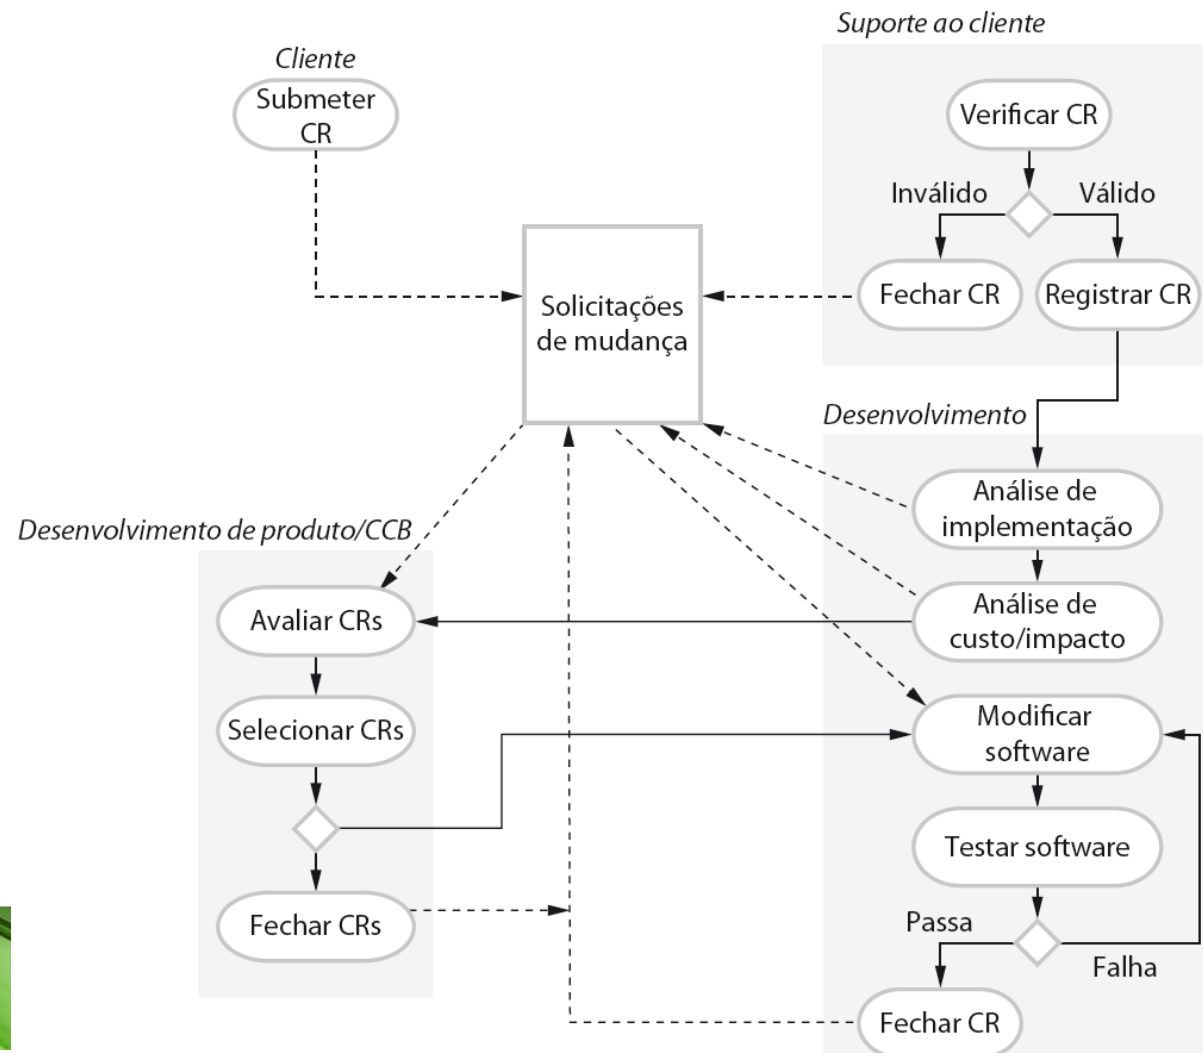 Suporte ao cliente
Cliente
Submeter
CR
Verificar CR
Inválido
Válido
Fechar CR
Registrar CR
Solicitações
de mudança
Desenvolvimento
Análise de
implementação
Desenvolvimento de produto/CCB
Avaliar CRs
Análise de
custo/impacto
Selecionar CRs
Modificar
software
Testar software
Fechar CRs
Passa
Falha
Fechar CR